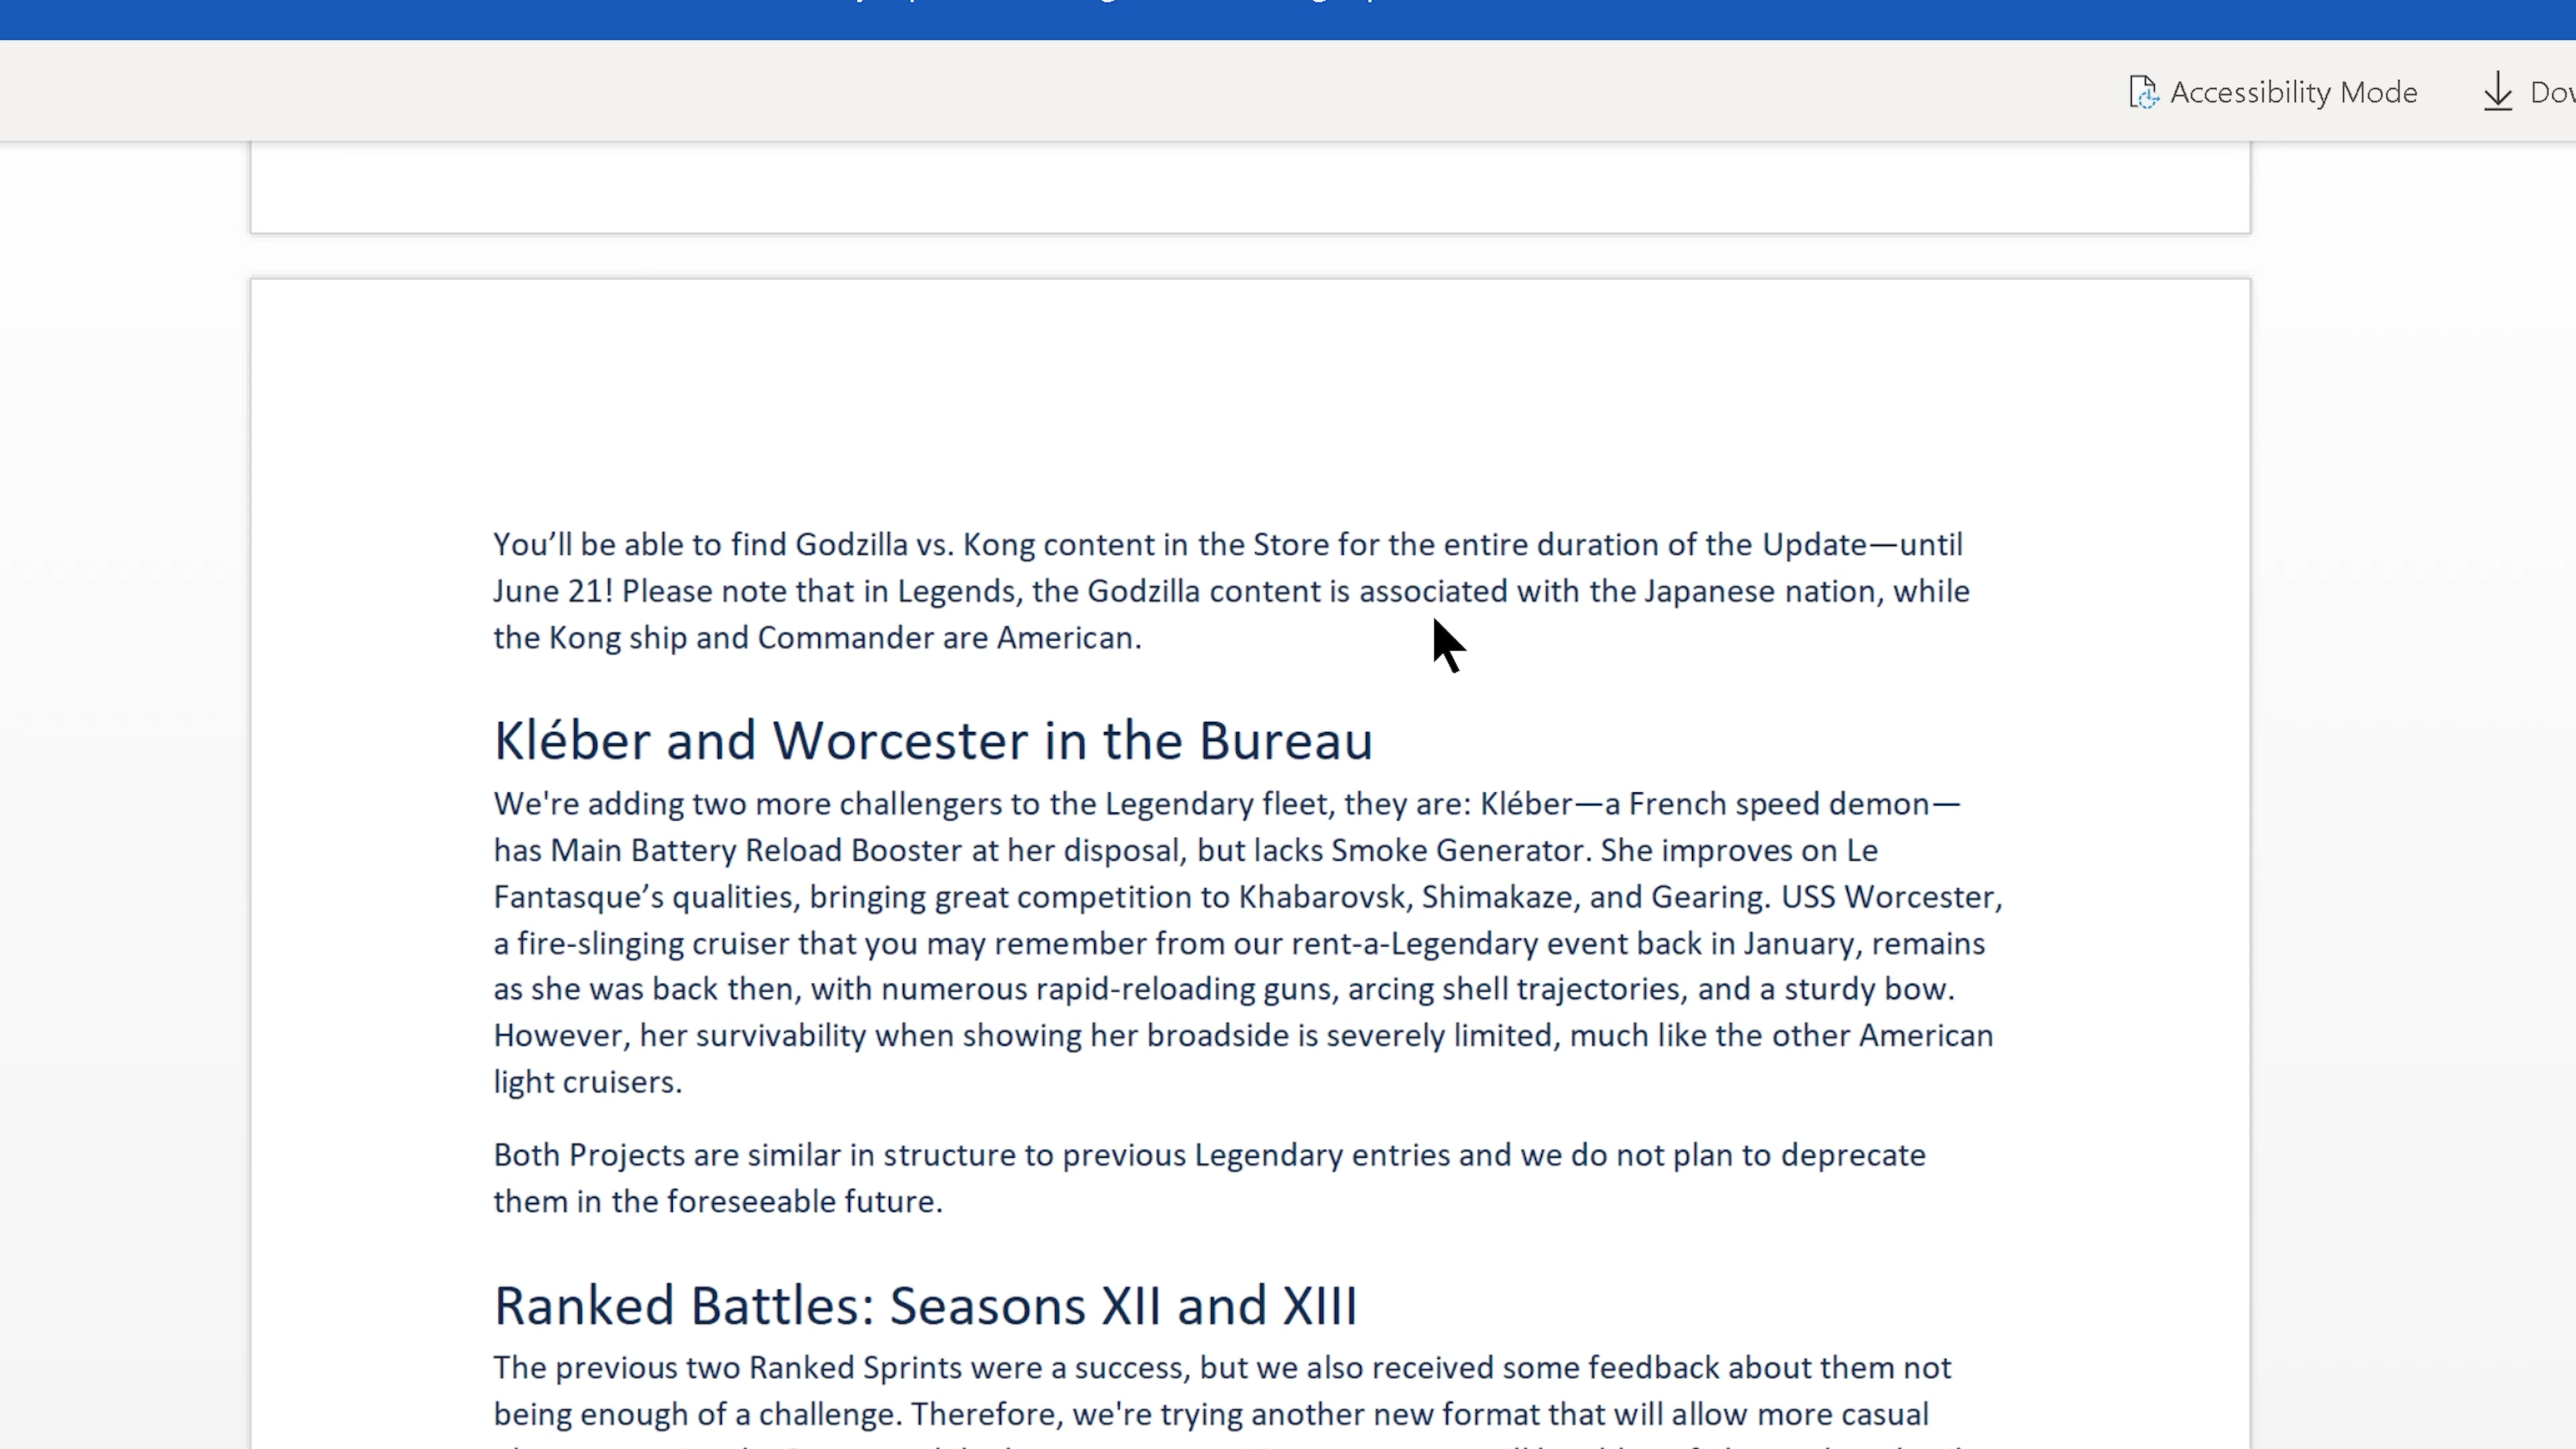 Accessibility Mode
You’ll be able to find Godzilla vs. Kong content in the Store for the entire duration of the Update—until
June 21! Please note that in Legends, the Godzilla content is associated with the Japanese nation, while
the Kong ship and Commander are American.
Kléber and Worcester in the Bureau
We're adding two more challengers to the Legendary fleet, they are: Kléber—a French speed demon—
has Main Battery Reload Booster at her disposal, but lacks Smoke Generator. She improves on Le
Fantasque’s qualities, bringing great competition to Khabarovsk, Shimakaze, and Gearing. USS Worcester,
a fire-slinging cruiser that you may remember from our rent-a-Legendary event back in January, remains
as she was back then, with numerous rapid-reloading guns, arcing shell trajectories, and a sturdy bow.
However, her survivability when showing her broadside is severely limited, much like the other American
light cruisers.
Both Projects are similar in structure to previous Legendary entries and we do not plan to deprecate
them in the foreseeable future.
Ranked Battles: Seasons XII and XIII
The previous two Ranked Sprints were a success, but we also received some feedback about them not
being enough of a challenge. Therefore, we're trying another new format that will allow more casual